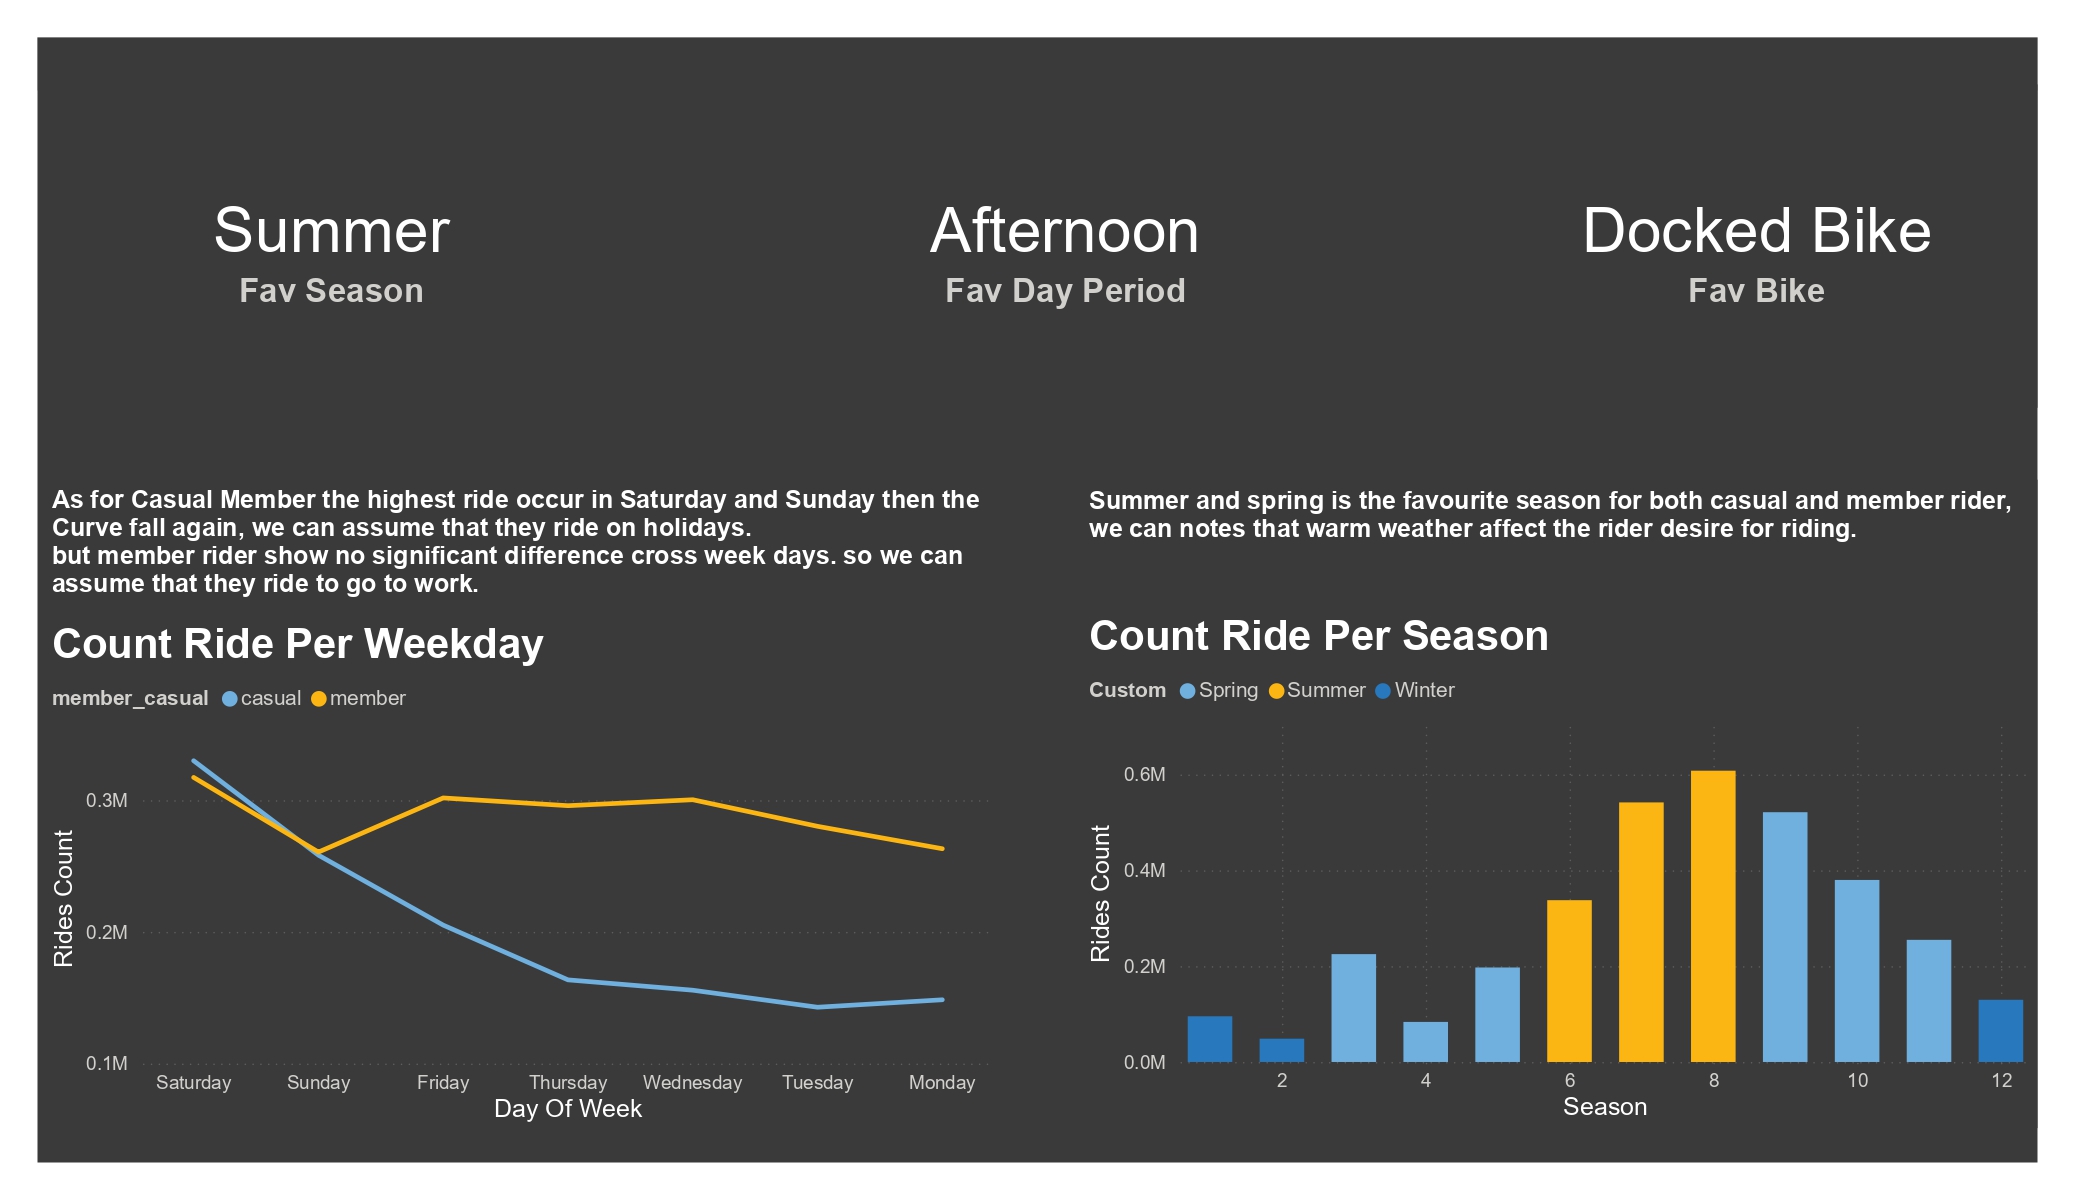 Summer
Fav Season
Afternoon
Fav Day Period
Docked Bike
Fav Bike
As for Casual Member the highest ride occur in Saturday and Sunday then the
Curve fall again, we can assume that they ride on holidays.
but member rider show no significant difference cross week days. so we can
assume that they ride to go to work.
Count Ride Per Weekday
member_casual casual member
Rides Count
0.3M
0.2M
0.1M
Saturday Sunday Friday Thursday Wednesday Tuesday Monday
Day Of Week
Summer and spring is the favourite season for both casual and member rider,
we can notes that warm weather affect the rider desire for riding.
Count Ride Per Season
Custom Spring Summer Winter
Rides Count
0.6M
0.4M
0.2M
0.0M
2 4 6 8 10 12
Season